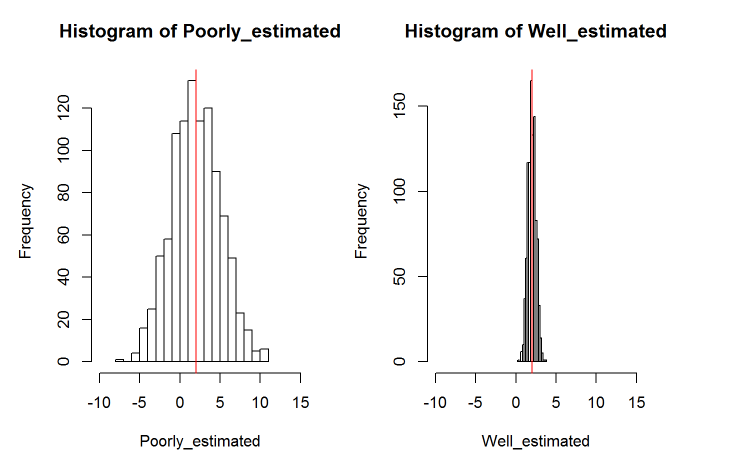 Histogram of Poorly_estimated
Frequency
0 20 40 60 80 100 120
-10 -5 0 5 10 15
Poorly_estimated
Histogram of Well_estimated
Frequency
0 50 100 150
-10 -5 0 5 10 15
Well_estimated